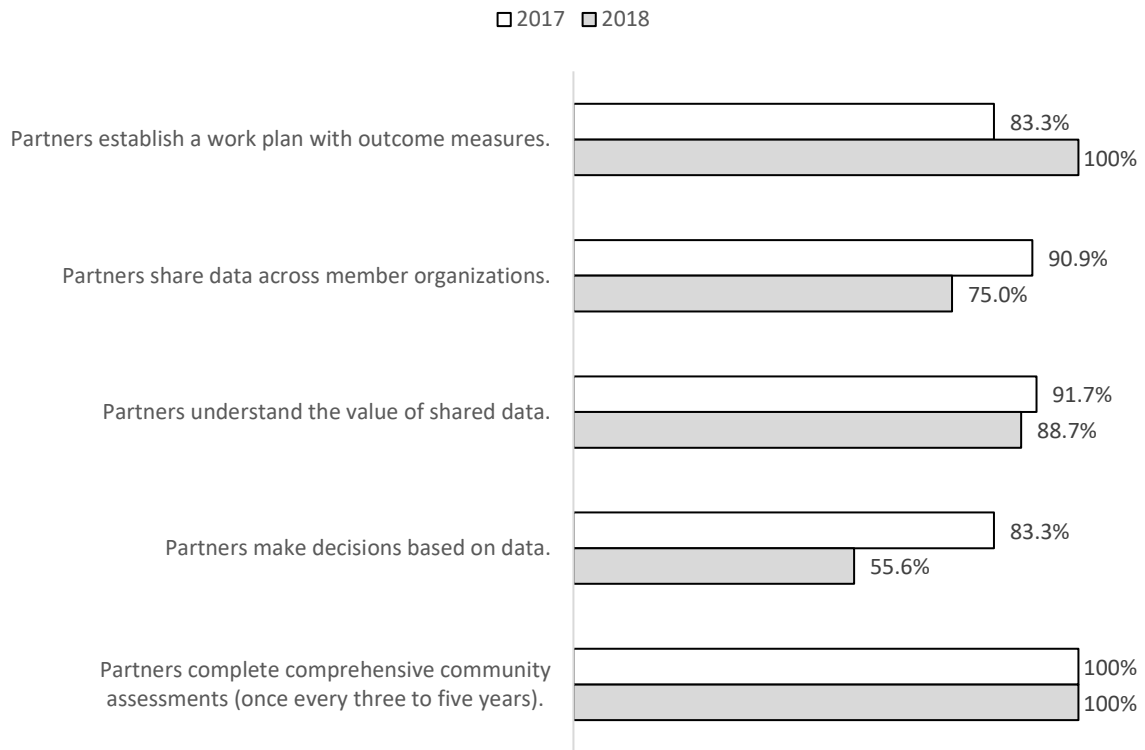 2017 2018
Partners establish a work plan with outcome measures.
83.3%
100%
Partners share data across member organizations.
90.9%
75.0%
Partners understand the value of shared data.
91.7%
88.7%
Partners make decisions based on data.
83.3%
55.6%
Partners complete comprehensive community
assessments (once every three to five years).
100%
100%